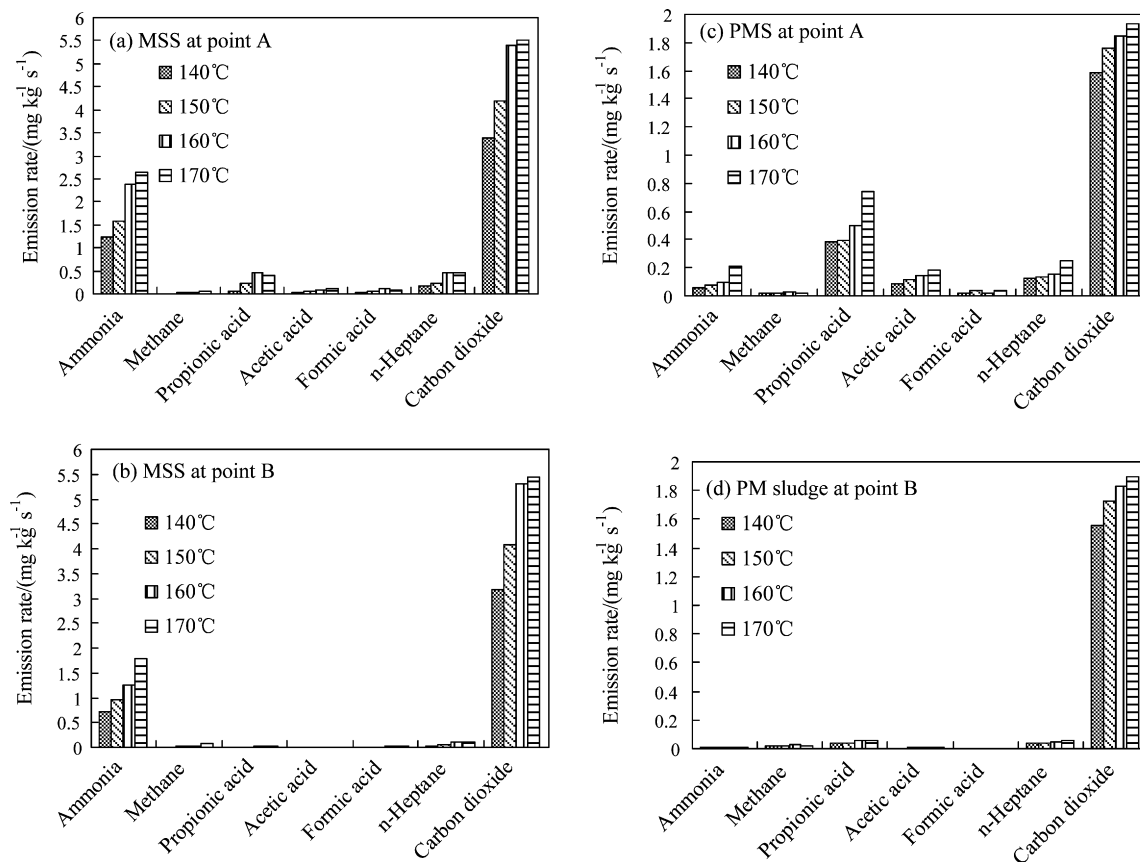 (a) MSS at point A
140℃
150℃
160℃
170℃
Emission rate/(mg kg⁻¹ s⁻¹)
6
5.5
5
4.5
4
3.5
3
2.5
2
1.5
1
0.5
0
Ammonia
Methane
Propionic acid
Acetic acid
Formic acid
n-Heptane
Carbon dioxide
(c) PMS at point A
140℃
150℃
160℃
170℃
Emission rate/(mg kg⁻¹ s⁻¹)
2
1.8
1.6
1.4
1.2
1
0.8
0.6
0.4
0.2
0
Ammonia
Methane
Propionic acid
Acetic acid
Formic acid
n-Heptane
Carbon dioxide
(b) MSS at point B
140℃
150℃
160℃
170℃
Emission rate/(mg kg⁻¹ s⁻¹)
6
5.5
5
4.5
4
3.5
3
2.5
2
1.5
1
0.5
0
Ammonia
Methane
Propionic acid
Acetic acid
Formic acid
n-Heptane
Carbon dioxide
(d) PM sludge at point B
140℃
150℃
160℃
170℃
Emission rate/(mg kg⁻¹ s⁻¹)
2
1.8
1.6
1.4
1.2
1
0.8
0.6
0.4
0.2
0
Ammonia
Methane
Propionic acid
Acetic acid
Formic acid
n-Heptane
Carbon dioxide